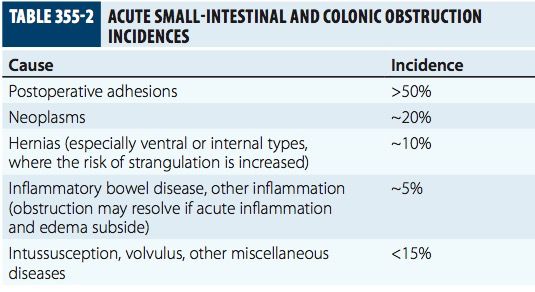 TABLE 355-2 ACUTE SMALL-INTESTINAL AND COLONIC OBSTRUCTION
INCIDENCES
Cause Incidence
Postoperative adhesions >50%
Neoplasms ~20%
Hernias (especially ventral or internal types, ~10%
where the risk of strangulation is increased)
Inflammatory bowel disease, other inflammation ~5%
(obstruction may resolve if acute inflammation
and edema subside)
Intussusception, volvulus, other miscellaneous <15%
diseases